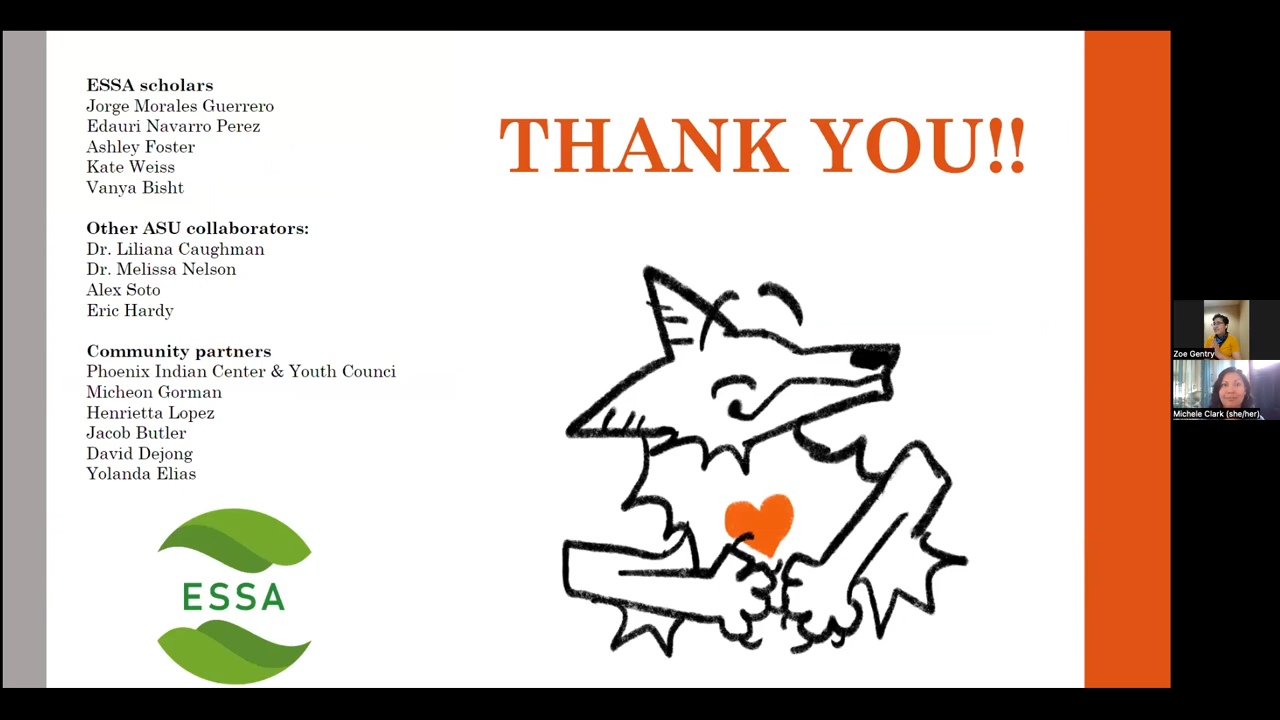 ESSA scholars
Jorge Morales Guerrero
Edauri Navarro Perez
Ashley Foster
Kate Weiss
Vanya Bisht
Other ASU collaborators:
Dr. Liliana Caughman
Dr. Melissa Nelson
Alex Soto
Eric Hardy
Community partners
Phoenix Indian Center & Youth Counci
Micheon Gorman
Henrietta Lopez
Jacob Butler
David Dejong
Yolanda Elias
ESSA
THANK YOU!!
Zoe Gentry
Michele Clark (she/her)